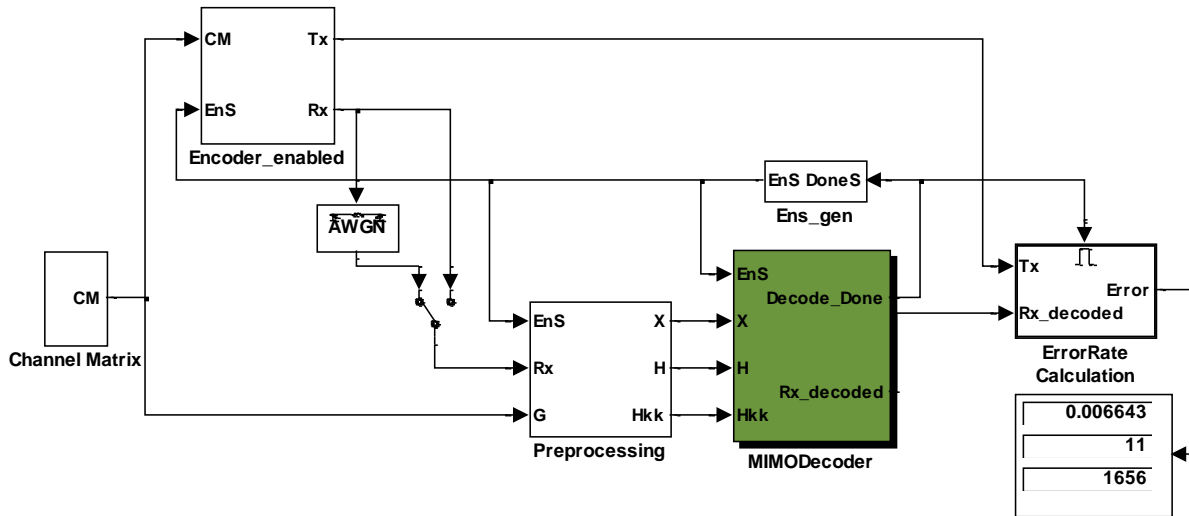 CM
Tx
EnS
Rx
Encoder_enabled
EnS DoneS
Ens_gen
AWGN
CM
Channel Matrix
EnS
X
Rx
H
G
Hkk
Preprocessing
EnS
Decode_Done
X
H
Rx_decoded
Hkk
MIMODecoder
Tx
Error
Rx_decoded
ErrorRate
Calculation
0.006643
11
1656